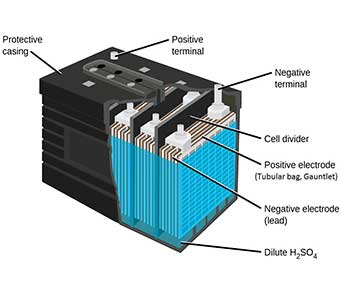 Protective
casing
Positive
terminal
Negative
terminal
Cell divider
Positive electrode
(Tubular bag, Gauntlet)
Negative electrode
(lead)
Dilute H₂SO₄